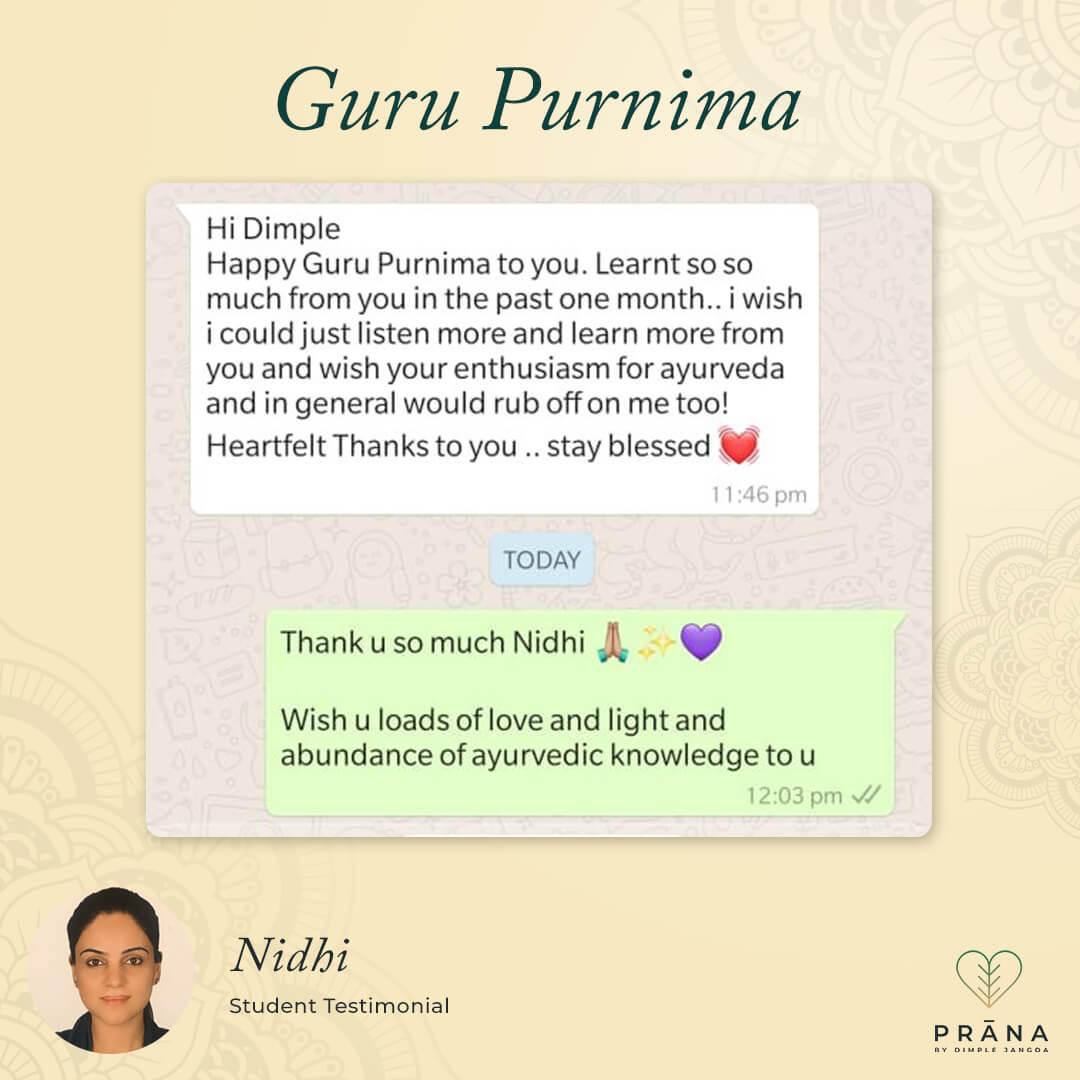 Guru Purnima
Hi Dimple
Happy Guru Purnima to you. Learnt so so
much from you in the past one month.. i wish
i could just listen more and learn more from
you and wish your enthusiasm for ayurveda
and in general would rub off on me too!
Heartfelt Thanks to you .. stay blessed 💓
11:46 pm
TODAY
Thank u so much Nidhi 🙏🏽✨💜
Wish u loads of love and light and
abundance of ayurvedic knowledge to u
12:03 pm
Nidhi
Student Testimonial
PRĀNA
BY DIMPLE JANGDA